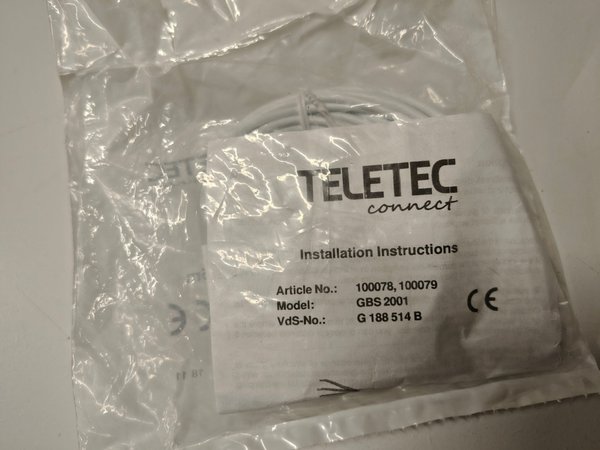 TELETEC
connect
Installation Instructions
Article No.: 100078, 100079
Model: GBS 2001
VdS-No.: G 188 514 B
CE